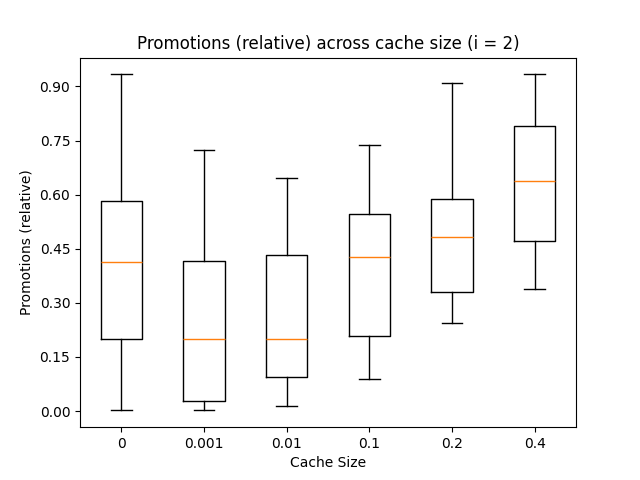 Promotions (relative) across cache size (i = 2)
0.90
0.75
0.60
0.45
0.30
0.15
0.00
Promotions (relative)
0 0.001 0.01 0.1 0.2 0.4
Cache Size